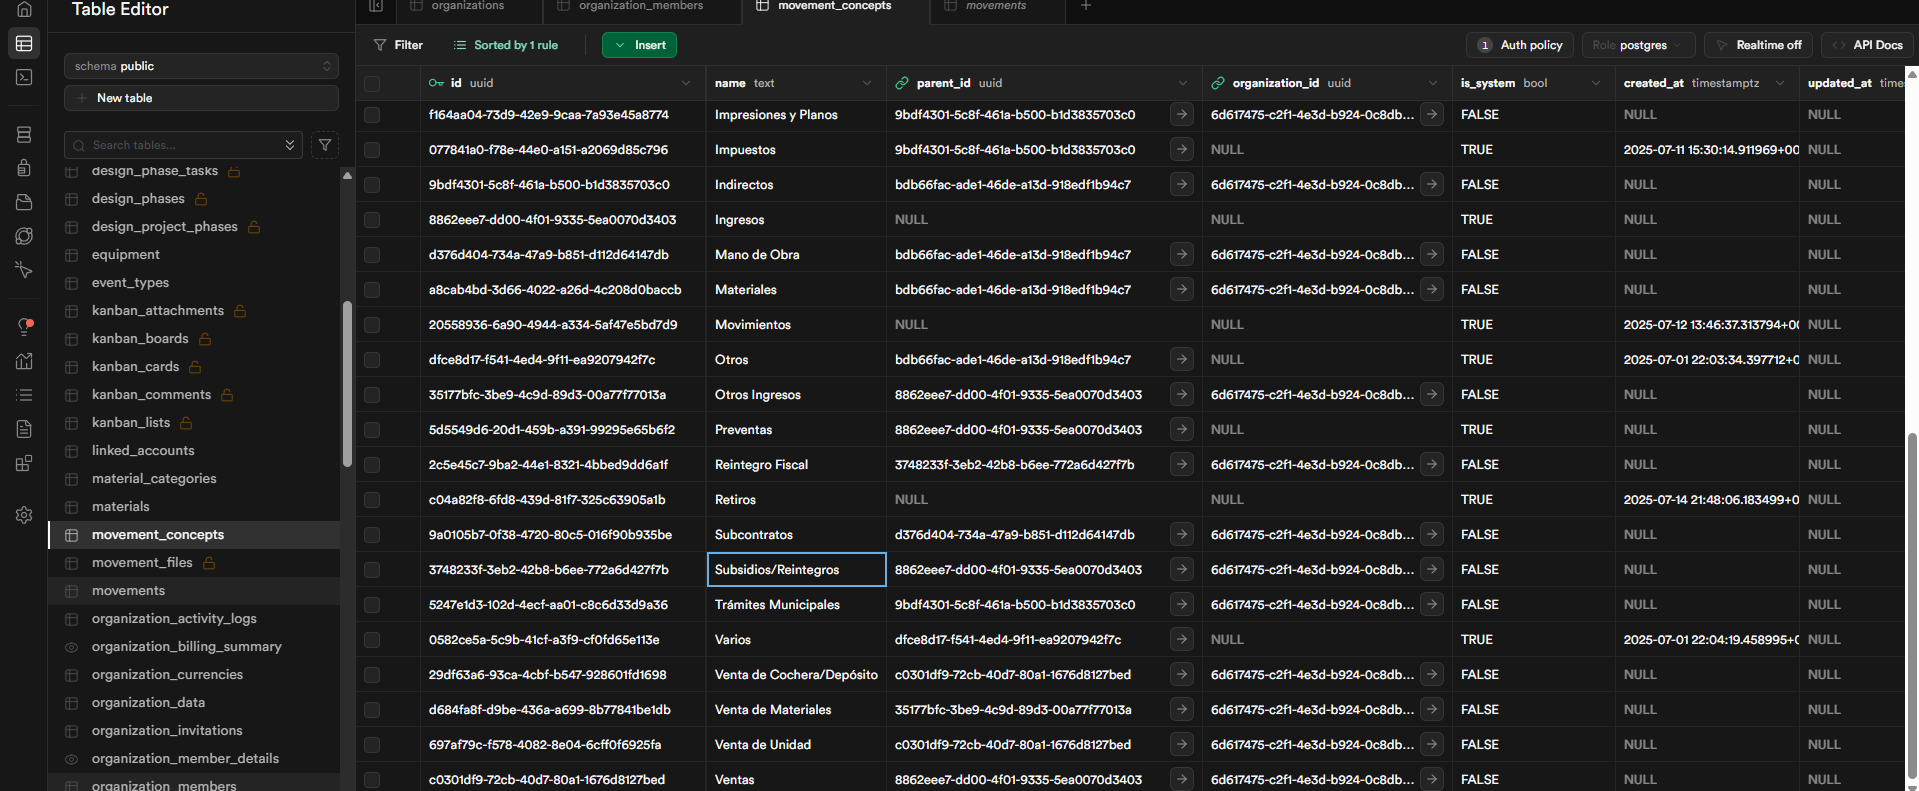 Table Editor
organizations
organization_members
movement_concepts
movements
schema public
New table
Search tables...
Filter
Sorted by 1 rule
Insert
1 Auth policy
Role postgres
Realtime off
API Docs
design_phase_tasks
design_phases
design_project_phases
equipment
event_types
kanban_attachments
kanban_boards
kanban_cards
kanban_comments
kanban_lists
linked_accounts
material_categories
materials
movement_concepts
movement_files
movements
organization_activity_logs
organization_billing_summary
organization_currencies
organization_data
organization_invitations
organization_member_details
organization_members
id uuid name text parent_id uuid organization_id uuid is_system bool created_at timestamptz updated_at times
f164aa04-73d9-42e9-9caa-7a93e45a8774 Impresiones y Planos 9bdf4301-5c8f-461a-b500-b1d3835703c0 6d617475-c2f1-4e3d-b924-0c8db... FALSE NULL NULL
077841a0-f78e-44e0-a151-a2069d85c796 Impuestos 9bdf4301-5c8f-461a-b500-b1d3835703c0 NULL TRUE 2025-07-11 15:30:14.911969+00 NULL
9bdf4301-5c8f-461a-b500-b1d3835703c0 Indirectos bdb66fac-ade1-46de-a13d-918edf1b94c7 6d617475-c2f1-4e3d-b924-0c8db... FALSE NULL NULL
8862eee7-dd00-4f01-9335-5ea0070d3403 Ingresos NULL NULL TRUE NULL NULL
d376d404-734a-47a9-b851-d112d64147db Mano de Obra bdb66fac-ade1-46de-a13d-918edf1b94c7 6d617475-c2f1-4e3d-b924-0c8db... FALSE NULL NULL
a8cab4bd-3d66-4022-a26d-4c208d0baccb Materiales bdb66fac-ade1-46de-a13d-918edf1b94c7 6d617475-c2f1-4e3d-b924-0c8db... FALSE NULL NULL
20558936-6a90-4944-a334-5af47e5bd7d9 Movimientos NULL NULL TRUE 2025-07-12 13:46:37.313794+00 NULL
dfce8d17-f541-4ed4-9f11-ea9207942f7c Otros bdb66fac-ade1-46de-a13d-918edf1b94c7 NULL TRUE 2025-07-01 22:03:34.397712+0 NULL
35177bfc-3be9-4c9d-89d3-00a77f77013a Otros Ingresos 8862eee7-dd00-4f01-9335-5ea0070d3403 6d617475-c2f1-4e3d-b924-0c8db... FALSE NULL NULL
5d5549d6-20d1-459b-a391-99295e65b6f2 Preventas 8862eee7-dd00-4f01-9335-5ea0070d3403 NULL TRUE NULL NULL
2c5e45c7-9ba2-44e1-8321-4bbed9dd6a1f Reintegro Fiscal 3748233f-3eb2-42b8-b6ee-772a6d427f7b 6d617475-c2f1-4e3d-b924-0c8db... FALSE NULL NULL
c04a82f8-6fd8-439d-81f7-325c63905a1b Retiros NULL NULL TRUE 2025-07-14 21:48:06.183499+0 NULL
9a0105b7-0f38-4720-80c5-016f90b935be Subcontratos d376d404-734a-47a9-b851-d112d64147db 6d617475-c2f1-4e3d-b924-0c8db... FALSE NULL NULL
3748233f-3eb2-42b8-b6ee-772a6d427f7b Subsidios/Reintegros 8862eee7-dd00-4f01-9335-5ea0070d3403 6d617475-c2f1-4e3d-b924-0c8db... FALSE NULL NULL
5247e1d3-102d-4ecf-aa01-c8c6d33d9a36 Trámites Municipales 9bdf4301-5c8f-461a-b500-b1d3835703c0 6d617475-c2f1-4e3d-b924-0c8db... FALSE NULL NULL
0582ce5a-5c9b-41cf-a3f9-cf0fd65e113e Varios dfce8d17-f541-4ed4-9f11-ea9207942f7c NULL TRUE 2025-07-01 22:04:19.458995+0 NULL
29df63a6-93ca-4cbf-b547-928601fd1698 Venta de Cochera/Depósito c0301df9-72cb-40d7-80a1-1676d8127bed 6d617475-c2f1-4e3d-b924-0c8db... FALSE NULL NULL
d684fa8f-d9be-436a-a699-8b77841be1db Venta de Materiales 35177bfc-3be9-4c9d-89d3-00a77f77013a 6d617475-c2f1-4e3d-b924-0c8db... FALSE NULL NULL
697af79c-f578-4082-8e04-6cff0f6925fa Venta de Unidad c0301df9-72cb-40d7-80a1-1676d8127bed 6d617475-c2f1-4e3d-b924-0c8db... FALSE NULL NULL
c0301df9-72cb-40d7-80a1-1676d8127bed Ventas 8862eee7-dd00-4f01-9335-5ea0070d3403 6d617475-c2f1-4e3d-b924-0c8db... FALSE NULL NULL